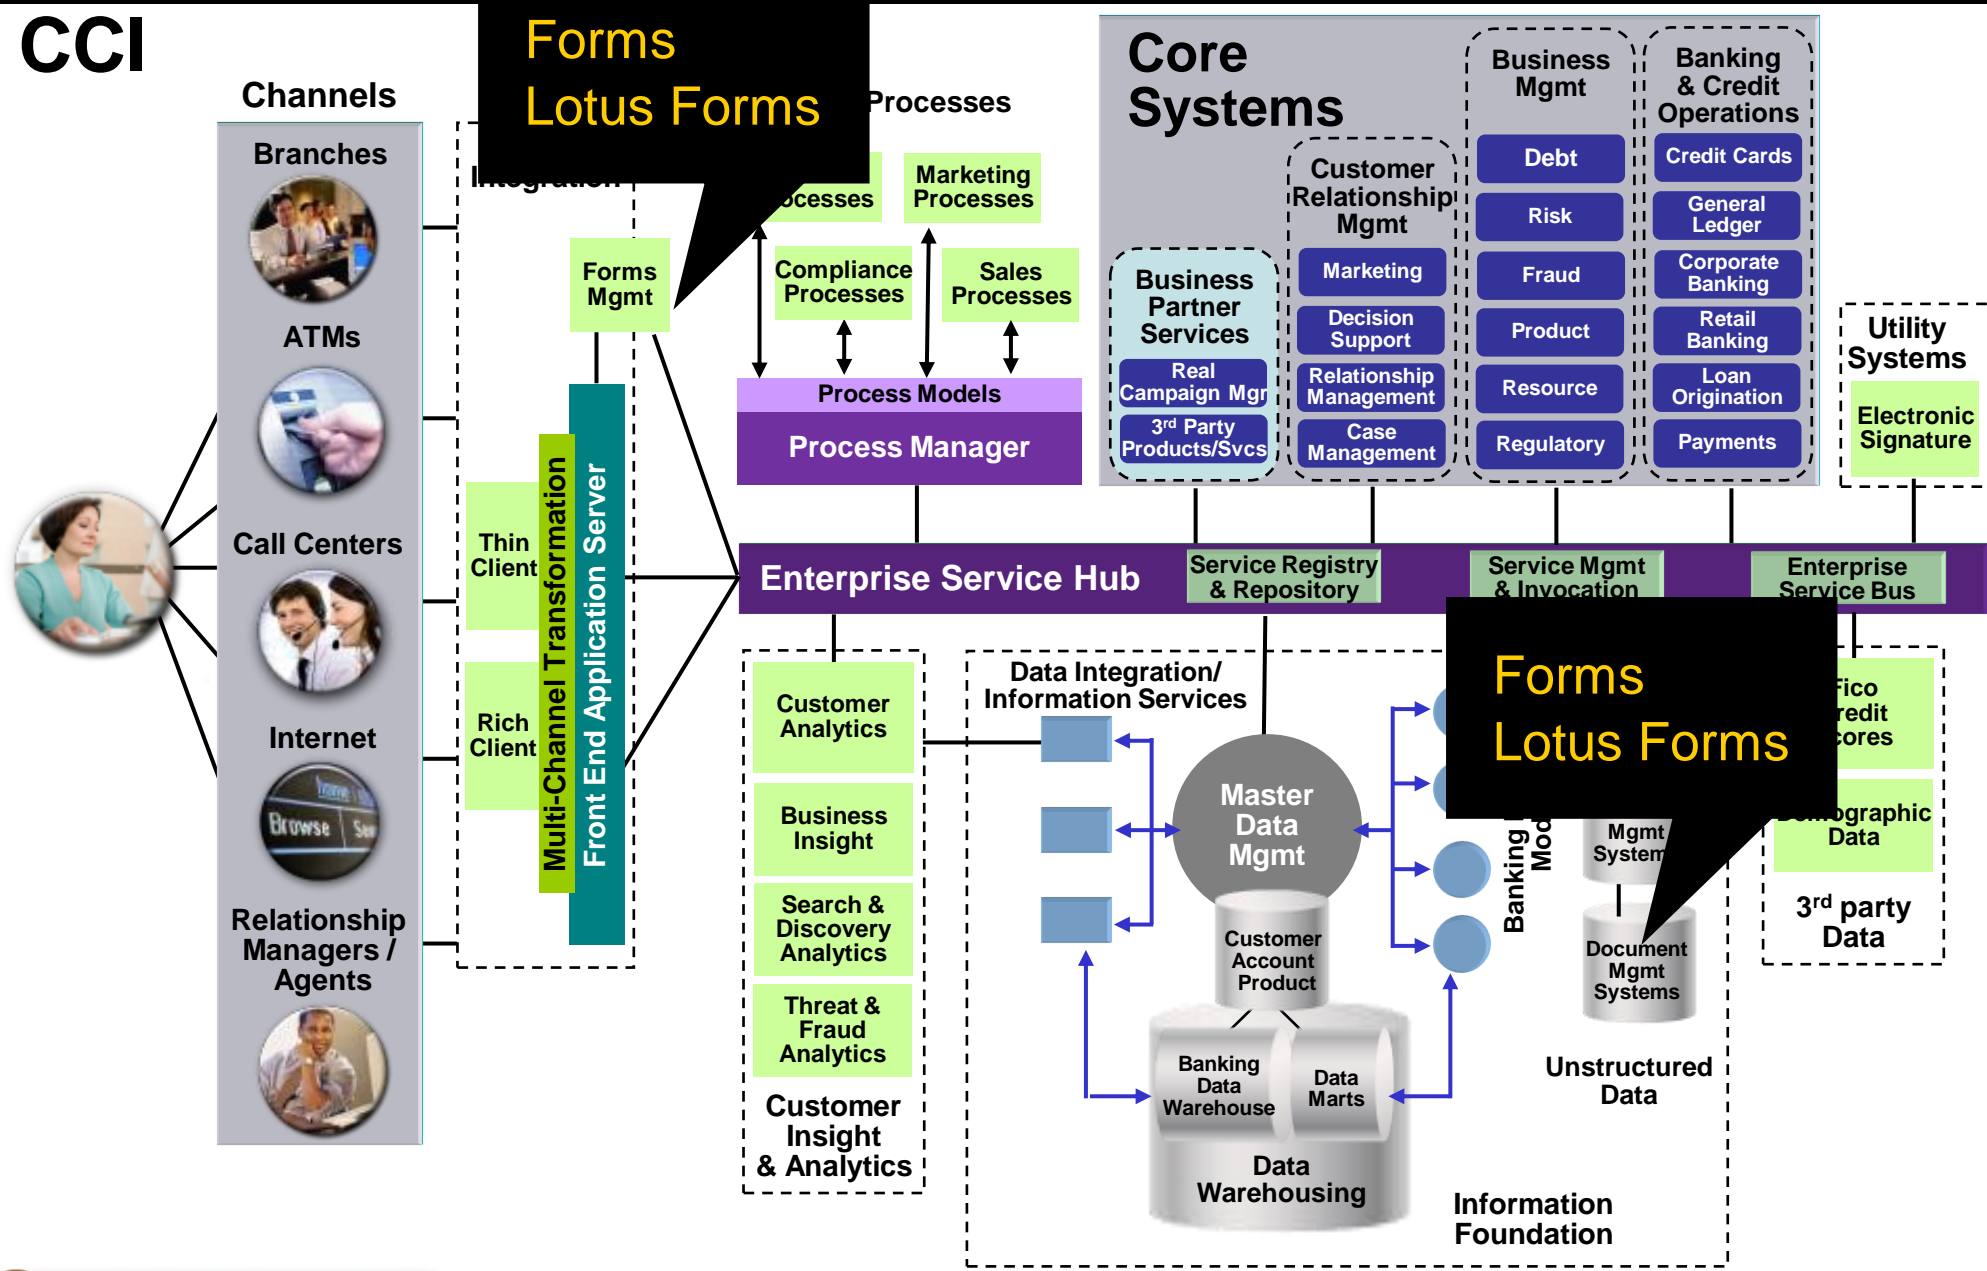 CCI
Forms
Lotus Forms
Processes
Channels
Branches
ATMs
Call Centers
Internet
Browse
Relationship
Managers /
Agents
Integration
Forms
Mgmt
Thin
Client
Rich
Client
Multi-Channel Transformation
Front End Application Server
Marketing
Processes
Compliance
Processes
Sales
Processes
Process Models
Process Manager
Core
Systems
Business
Partner
Services
Real
Campaign Mgr
3rd Party
Products/Svcs
Customer
Relationship
Mgmt
Marketing
Decision
Support
Relationship
Management
Case
Management
Business
Mgmt
Debt
Risk
Fraud
Product
Resource
Regulatory
Banking
& Credit
Operations
Credit Cards
General
Ledger
Corporate
Banking
Retail
Banking
Loan
Origination
Payments
Utility
Systems
Electronic
Signature
Enterprise Service Hub
Service Registry
& Repository
Service Mgmt
& Invocation
Enterprise
Service Bus
Customer
Analytics
Business
Insight
Search &
Discovery
Analytics
Threat &
Fraud
Analytics
Customer
Insight
& Analytics
Data Integration/
Information Services
Master
Data
Mgmt
Customer
Account
Product
Banking
Data
Warehouse
Data
Marts
Data
Warehousing
Banking
Forms
Lotus Forms
Mgmt
System
Document
Mgmt
Systems
Unstructured
Data
Information
Foundation
Data
3rd party
Data